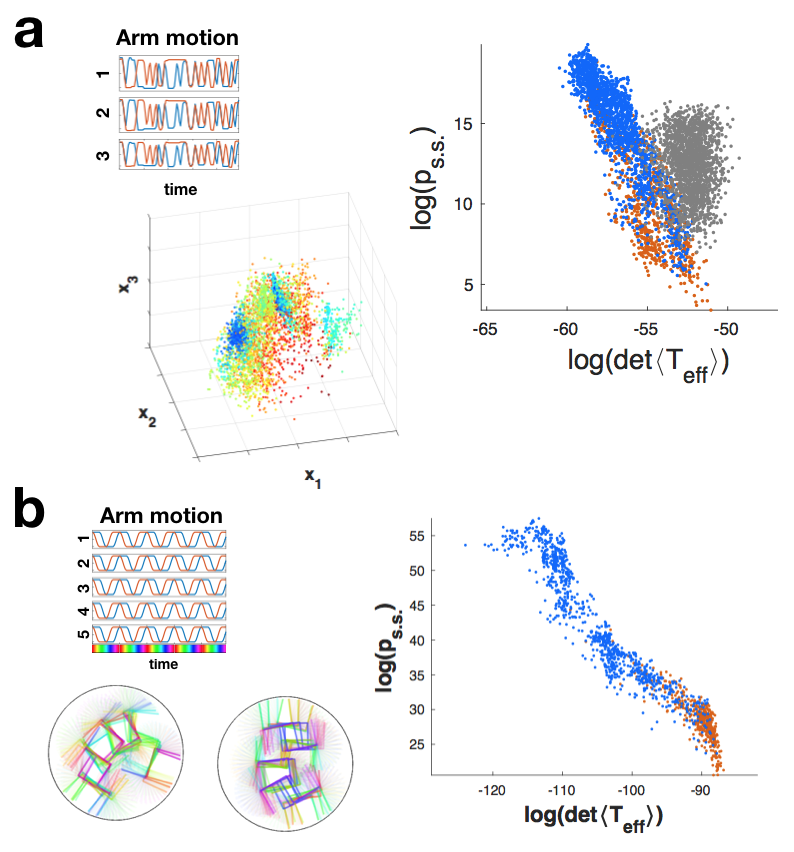 a
Arm motion
1
2
3
time
x3
x2
x1
log(ps.s.)
15
10
5
-65 -60 -55 -50
log(det⟨Teff⟩)
b
Arm motion
1
2
3
4
5
time
log(ps.s.)
55
50
45
40
35
30
25
-120 -110 -100 -90
log(det⟨Teff⟩)